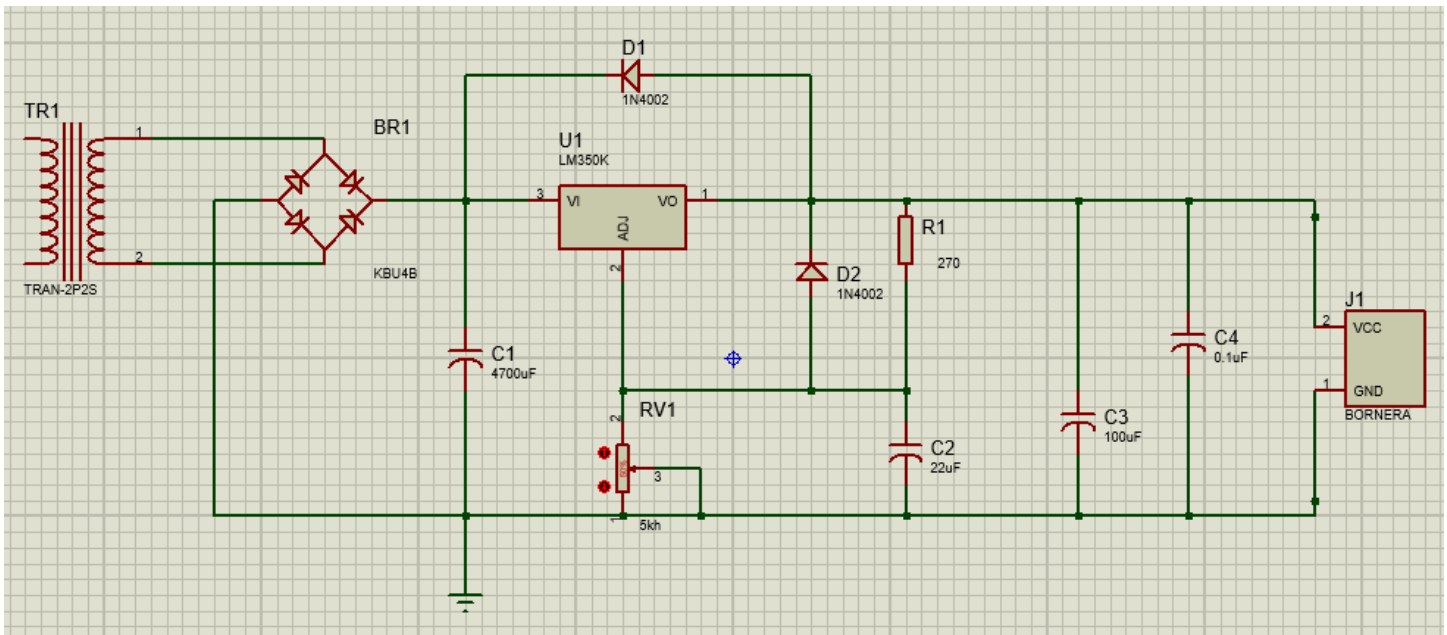 TR1
1
2
TRAN-2P2S
BR1
KBU4B
D1
1N4002
U1
LM350K
3
VI
VO
1
ADJ
2
D2
1N4002
R1
270
C1
4700uF
RV1
2
50%
3
1
5kh
C2
22uF
C3
100uF
C4
0.1uF
J1
2
VCC
1
GND
BORNERA